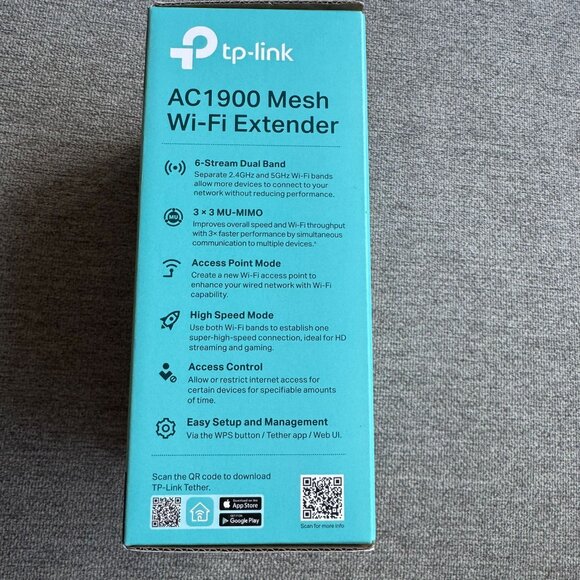 tp-link
AC1900 Mesh
Wi-Fi Extender
6-Stream Dual Band
Separate 2.4GHz and 5GHz Wi-Fi bands
allow more devices to connect to your
network without reducing performance.
MU
3 × 3 MU-MIMO
Improves overall speed and Wi-Fi throughput
with 3× faster performance by simultaneous
communication to multiple devices.
Access Point Mode
Create a new Wi-Fi access point to
enhance your wired network with Wi-Fi
capability.
High Speed Mode
Use both Wi-Fi bands to establish one
super-high-speed connection, ideal for HD
streaming and gaming.
Access Control
Allow or restrict internet access for
certain devices for specifiable amounts
of time.
Easy Setup and Management
Via the WPS button / Tether app / Web UI.
Scan the QR code to download
TP-Link Tether.
Download on the
App Store
GET IT ON
Google Play
Scan for more info